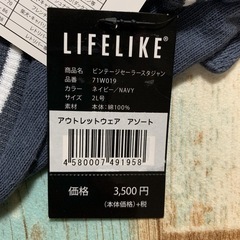 LIFELIKE®
商品名 ビンテージセーラースタジャン
品番 71W019
カラー ネイビー／NAVY
サイズ 2L号
素材 本体：綿100%
アウトレットウェア アソート
4580007491958
価格 3,500円
（本体価格）+税